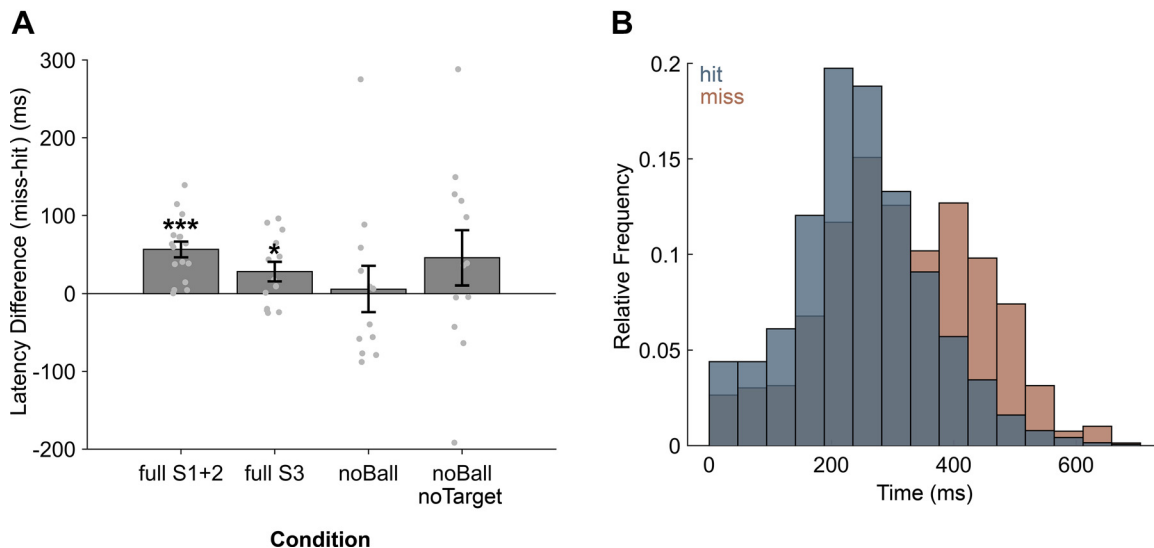 A
Latency Difference (miss-hit ) (ms)
300
200
100
0
-100
-200
***
*
full S1+2
full S3
noBall
noBall
noTarget
Condition
B
hit
miss
Relative Frequency
0.2
0.15
0.1
0.05
0
0
200
400
600
Time (ms)